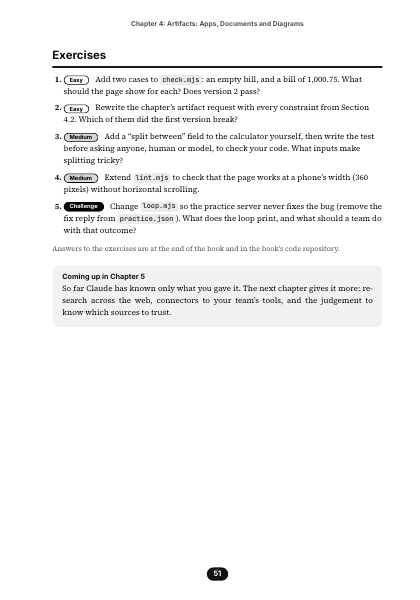 Chapter 4: Artifacts: Apps, Documents and Diagrams
Exercises
1. Easy Add two cases to check.mjs: an empty bill, and a bill of 1,000.75. What
should the page show for each? Does version 2 pass?
2. Easy Rewrite the chapter's artifact request with every constraint from Section
4.2. Which of them did the first version break?
3. Medium Add a “split between” field to the calculator yourself, then write the test
before asking anyone, human or model, to check your code. What inputs make
splitting tricky?
4. Medium Extend lint.mjs to check that the page works at a phone's width (360
pixels) without horizontal scrolling.
5. Challenge Change loop.mjs so the practice server never fixes the bug (remove the
fix reply from practice.json). What does the loop print, and what should a team do
with that outcome?
Answers to the exercises are at the end of the book and in the book's code repository.
Coming up in Chapter 5
So far Claude has known only what you gave it. The next chapter gives it more: re-
search across the web, connectors to your team's tools, and the judgement to
know which sources to trust.
51